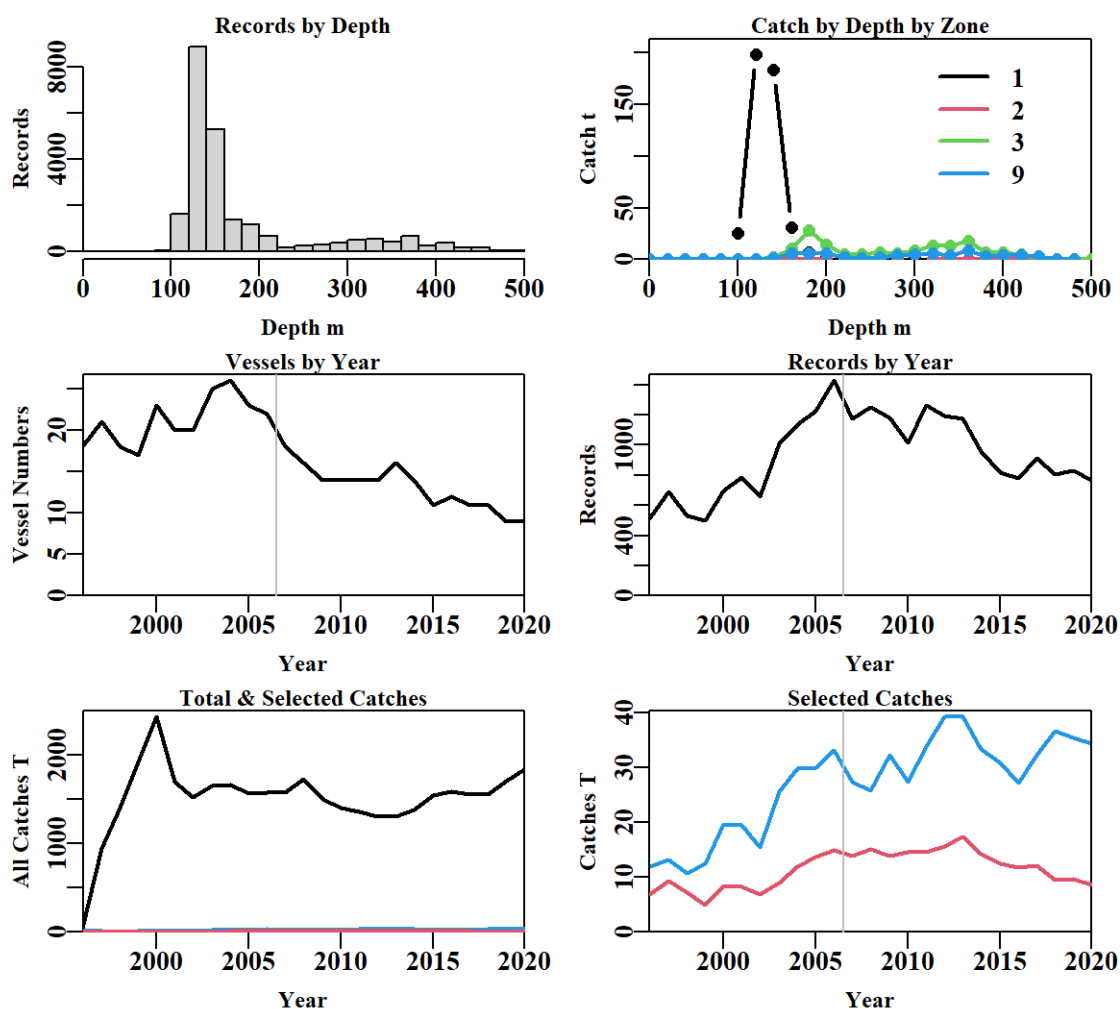 Records by Depth
Records
0 4000 8000
0 100 200 300 400 500
Depth m
Catch by Depth by Zone
Catch t
0 50 150
1
2
3
9
0 100 200 300 400 500
Depth m
Vessels by Year
Vessel Numbers
0 5 10 20
2000 2005 2010 2015 2020
Year
Records by Year
Records
0 400 1000
2000 2005 2010 2015 2020
Year
Total & Selected Catches
All Catches T
0 1000 2000
2000 2005 2010 2015 2020
Year
Selected Catches
Catches T
0 10 20 30 40
2000 2005 2010 2015 2020
Year